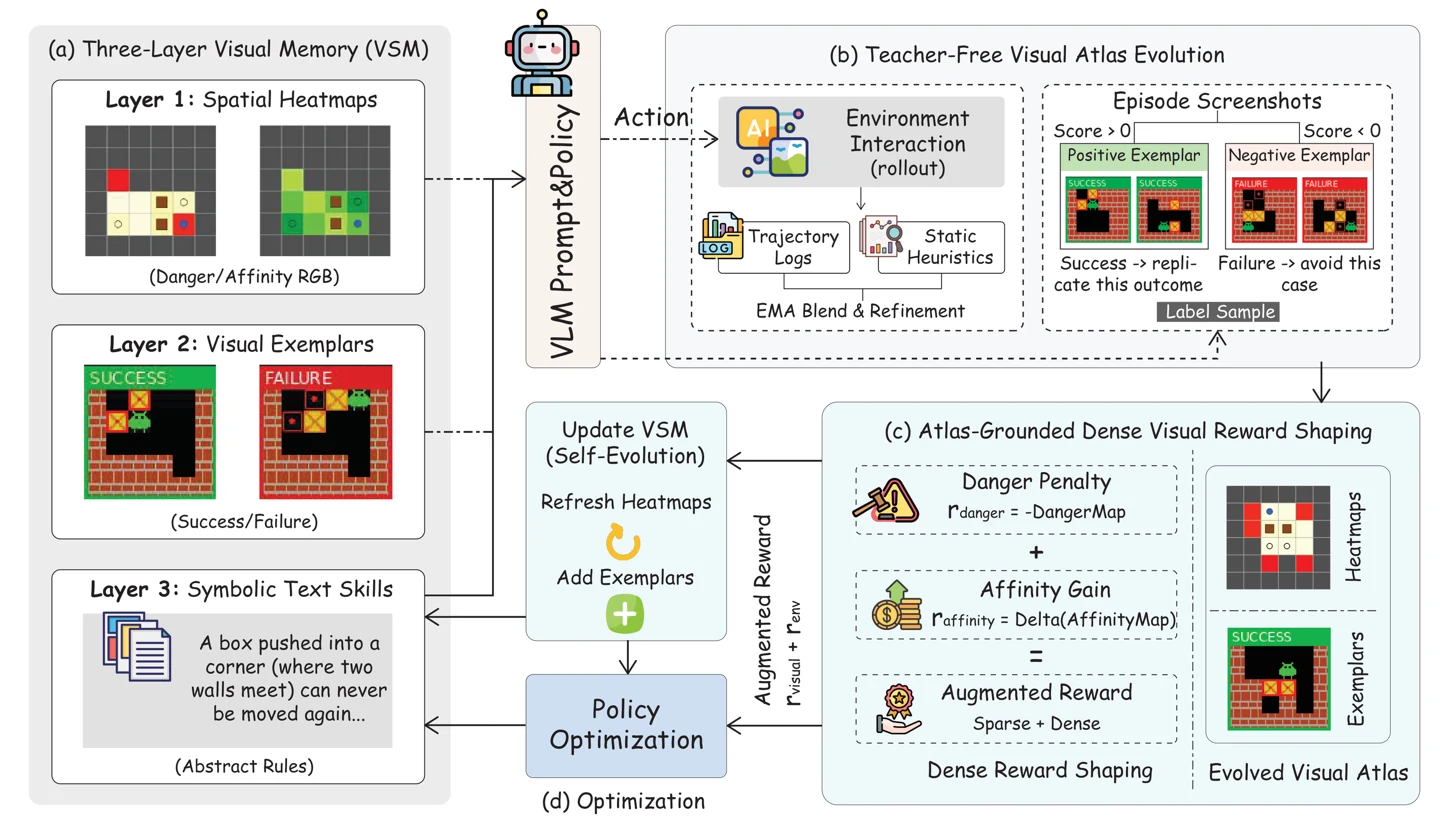 (a) Three-Layer Visual Memory (VSM)
Layer 1: Spatial Heatmaps
(Danger/Affinity RGB)
Layer 2: Visual Exemplars
SUCCESS
FAILURE
(Success/Failure)
Layer 3: Symbolic Text Skills
A box pushed into a
corner (where two
walls meet) can never
be moved again...
(Abstract Rules)
VLM Prompt&Policy
Action
(b) Teacher-Free Visual Atlas Evolution
AI
Environment
Interaction
(rollout)
LOG
Trajectory
Logs
Static
Heuristics
EMA Blend & Refinement
Episode Screenshots
Score > 0
Score < 0
Positive Exemplar
Negative Exemplar
SUCCESS
SUCCESS
FAILURE
FAILURE
Success -> repli-
cate this outcome
Failure -> avoid this
case
Label Sample
(c) Atlas-Grounded Dense Visual Reward Shaping
Danger Penalty
rdanger = -DangerMap
+
Affinity Gain
raffinity = Delta(AffinityMap)
=
Augmented Reward
Sparse + Dense
Dense Reward Shaping
Heatmaps
SUCCESS
Exemplars
Evolved Visual Atlas
Update VSM
(Self-Evolution)
Refresh Heatmaps
Add Exemplars
Augmented Reward
rvisual + renv
Policy
Optimization
(d) Optimization